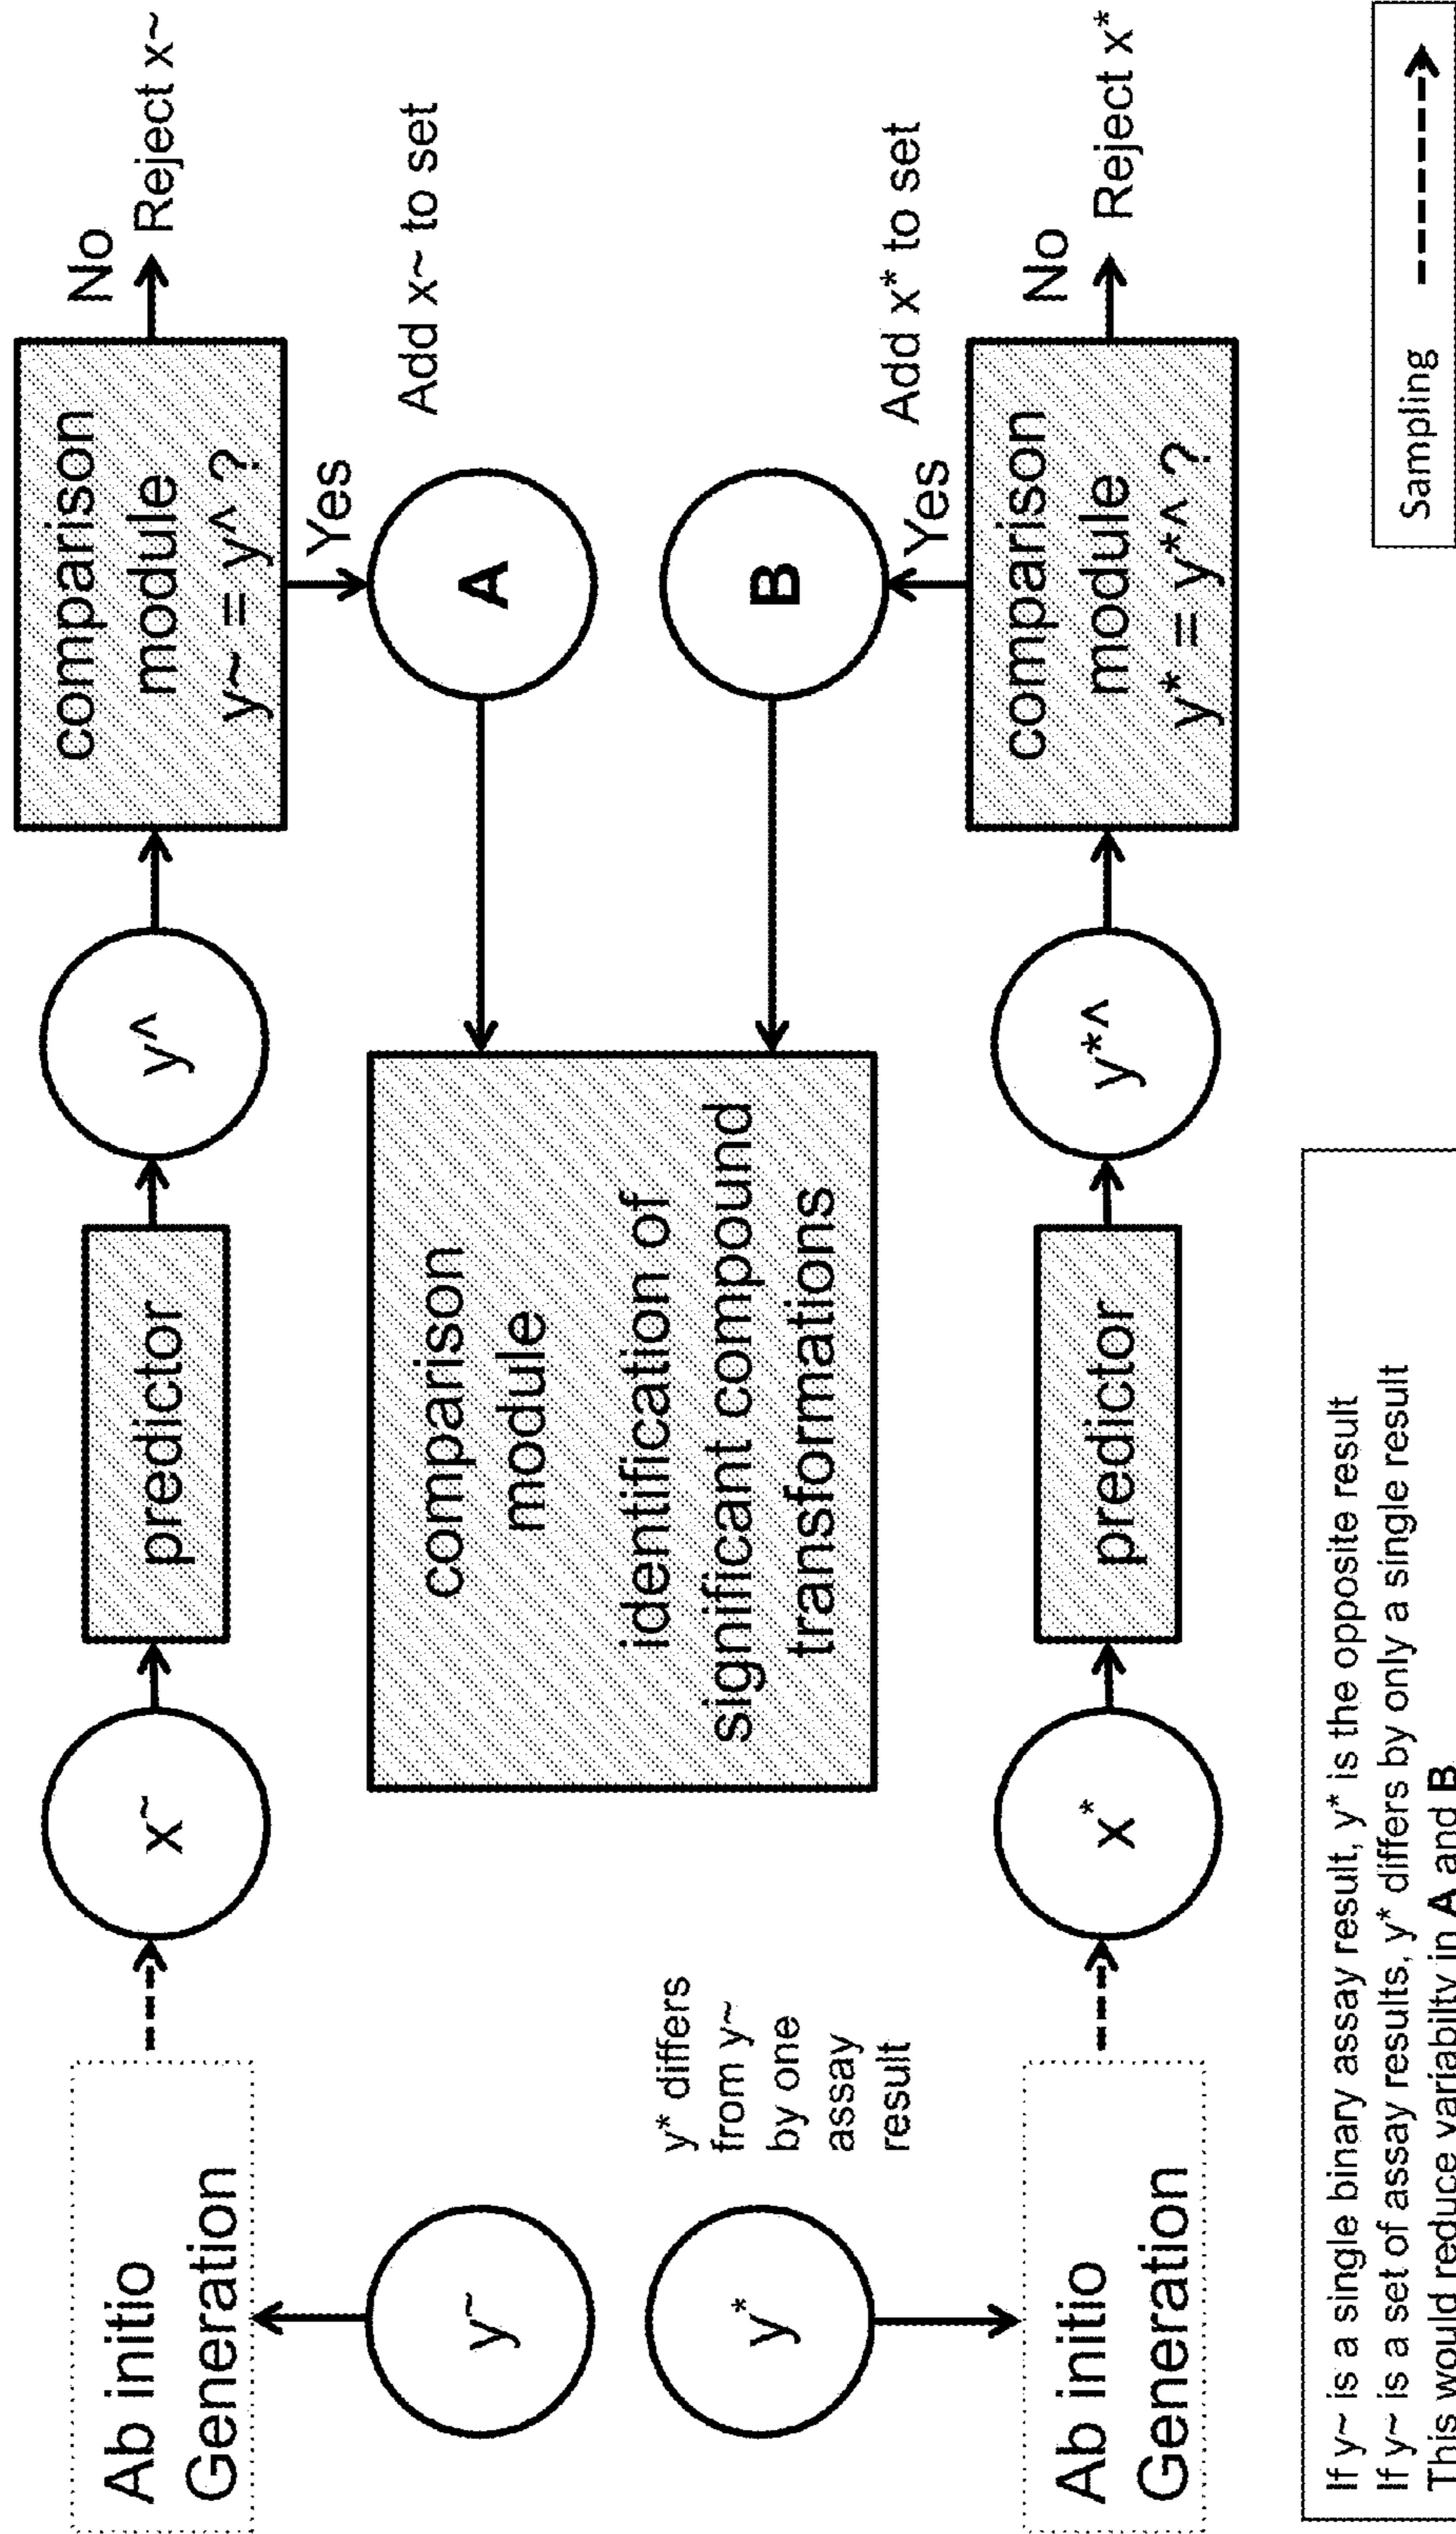 Ab initio
Generation
x~
predictor
y^
comparison
module
y~ = y^ ?
No
Reject x~
Yes
Add x~ to set
y~
A
comparison
module
identification of
significant compound
transformations
y* differs
from y~
by one
assay
result
y*
B
Add x* to set
Yes
Ab initio
Generation
x*
predictor
y*^
comparison
module
y* = y*^ ?
No
Reject x*
If y~ is a single binary assay result, y* is the opposite result
If y~ is a set of assay results, y* differs by only a single result
This would reduce variabilty in A and B
Sampling